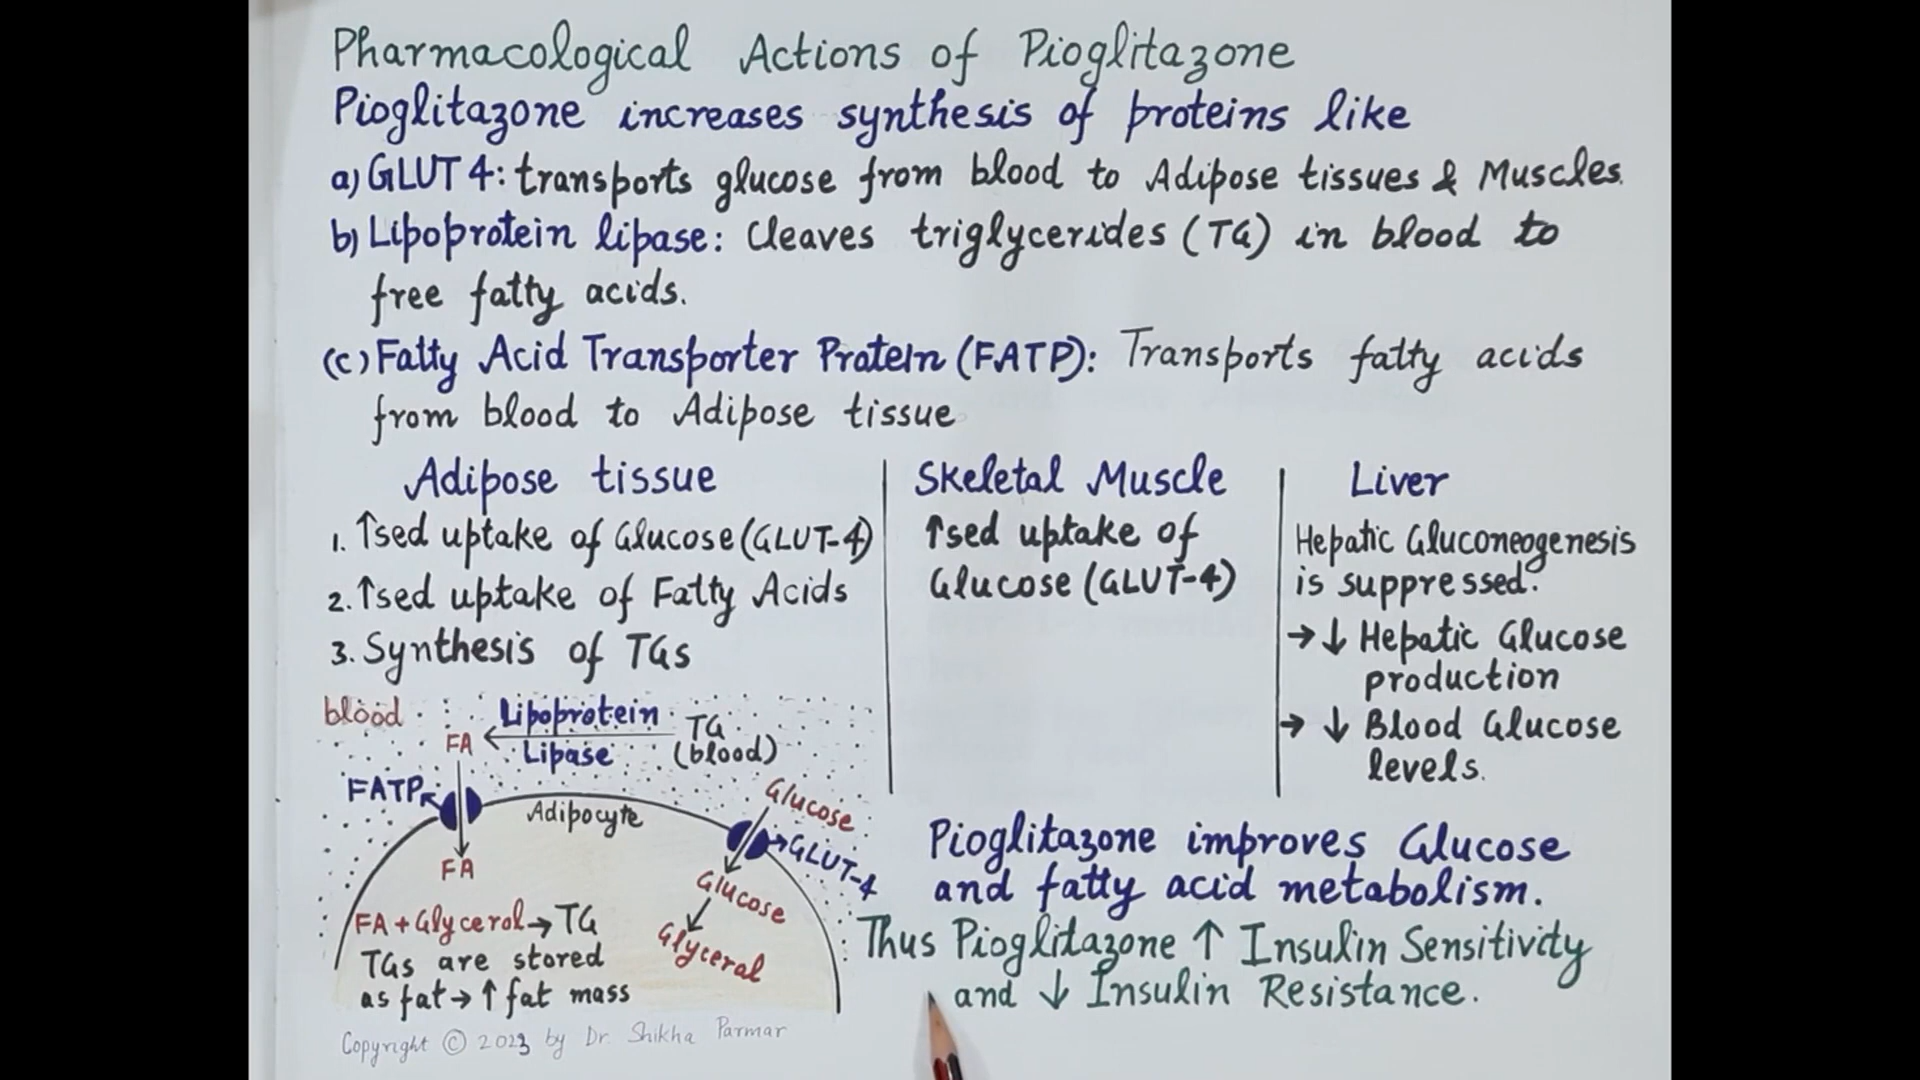 Pharmacological Actions of Pioglitazone
Pioglitazone increases synthesis of proteins like
a) GLUT 4: transports glucose from blood to Adipose tissues & Muscles.
b) Lipoprotein lipase: Cleaves triglycerides (TG) in blood to
free fatty acids.
(c) Fatty Acid Transporter Protein (FATP): Transports fatty acids
from blood to Adipose tissue
Adipose tissue
1. ↑sed uptake of Glucose (GLUT-4)
2. ↑sed uptake of Fatty Acids
3. Synthesis of TGs
Skeletal Muscle
↑sed uptake of
Glucose (GLUT-4)
Liver
Hepatic Gluconeogenesis
is suppressed.
→ ↓ Hepatic Glucose
production
→ ↓ Blood Glucose
levels.
blood
Lipoprotein
Lipase
TG
(blood)
FA
FATP
Adipocyte
Glucose
GLUT-4
FA
Glucose
Glyceral
FA + Glycerol → TG
TGs are stored
as fat → ↑ fat mass
Pioglitazone improves Glucose
and fatty acid metabolism.
Thus Pioglitazone ↑ Insulin Sensitivity
and ↓ Insulin Resistance.
Copyright © 2023 by Dr. Shikha Parmar